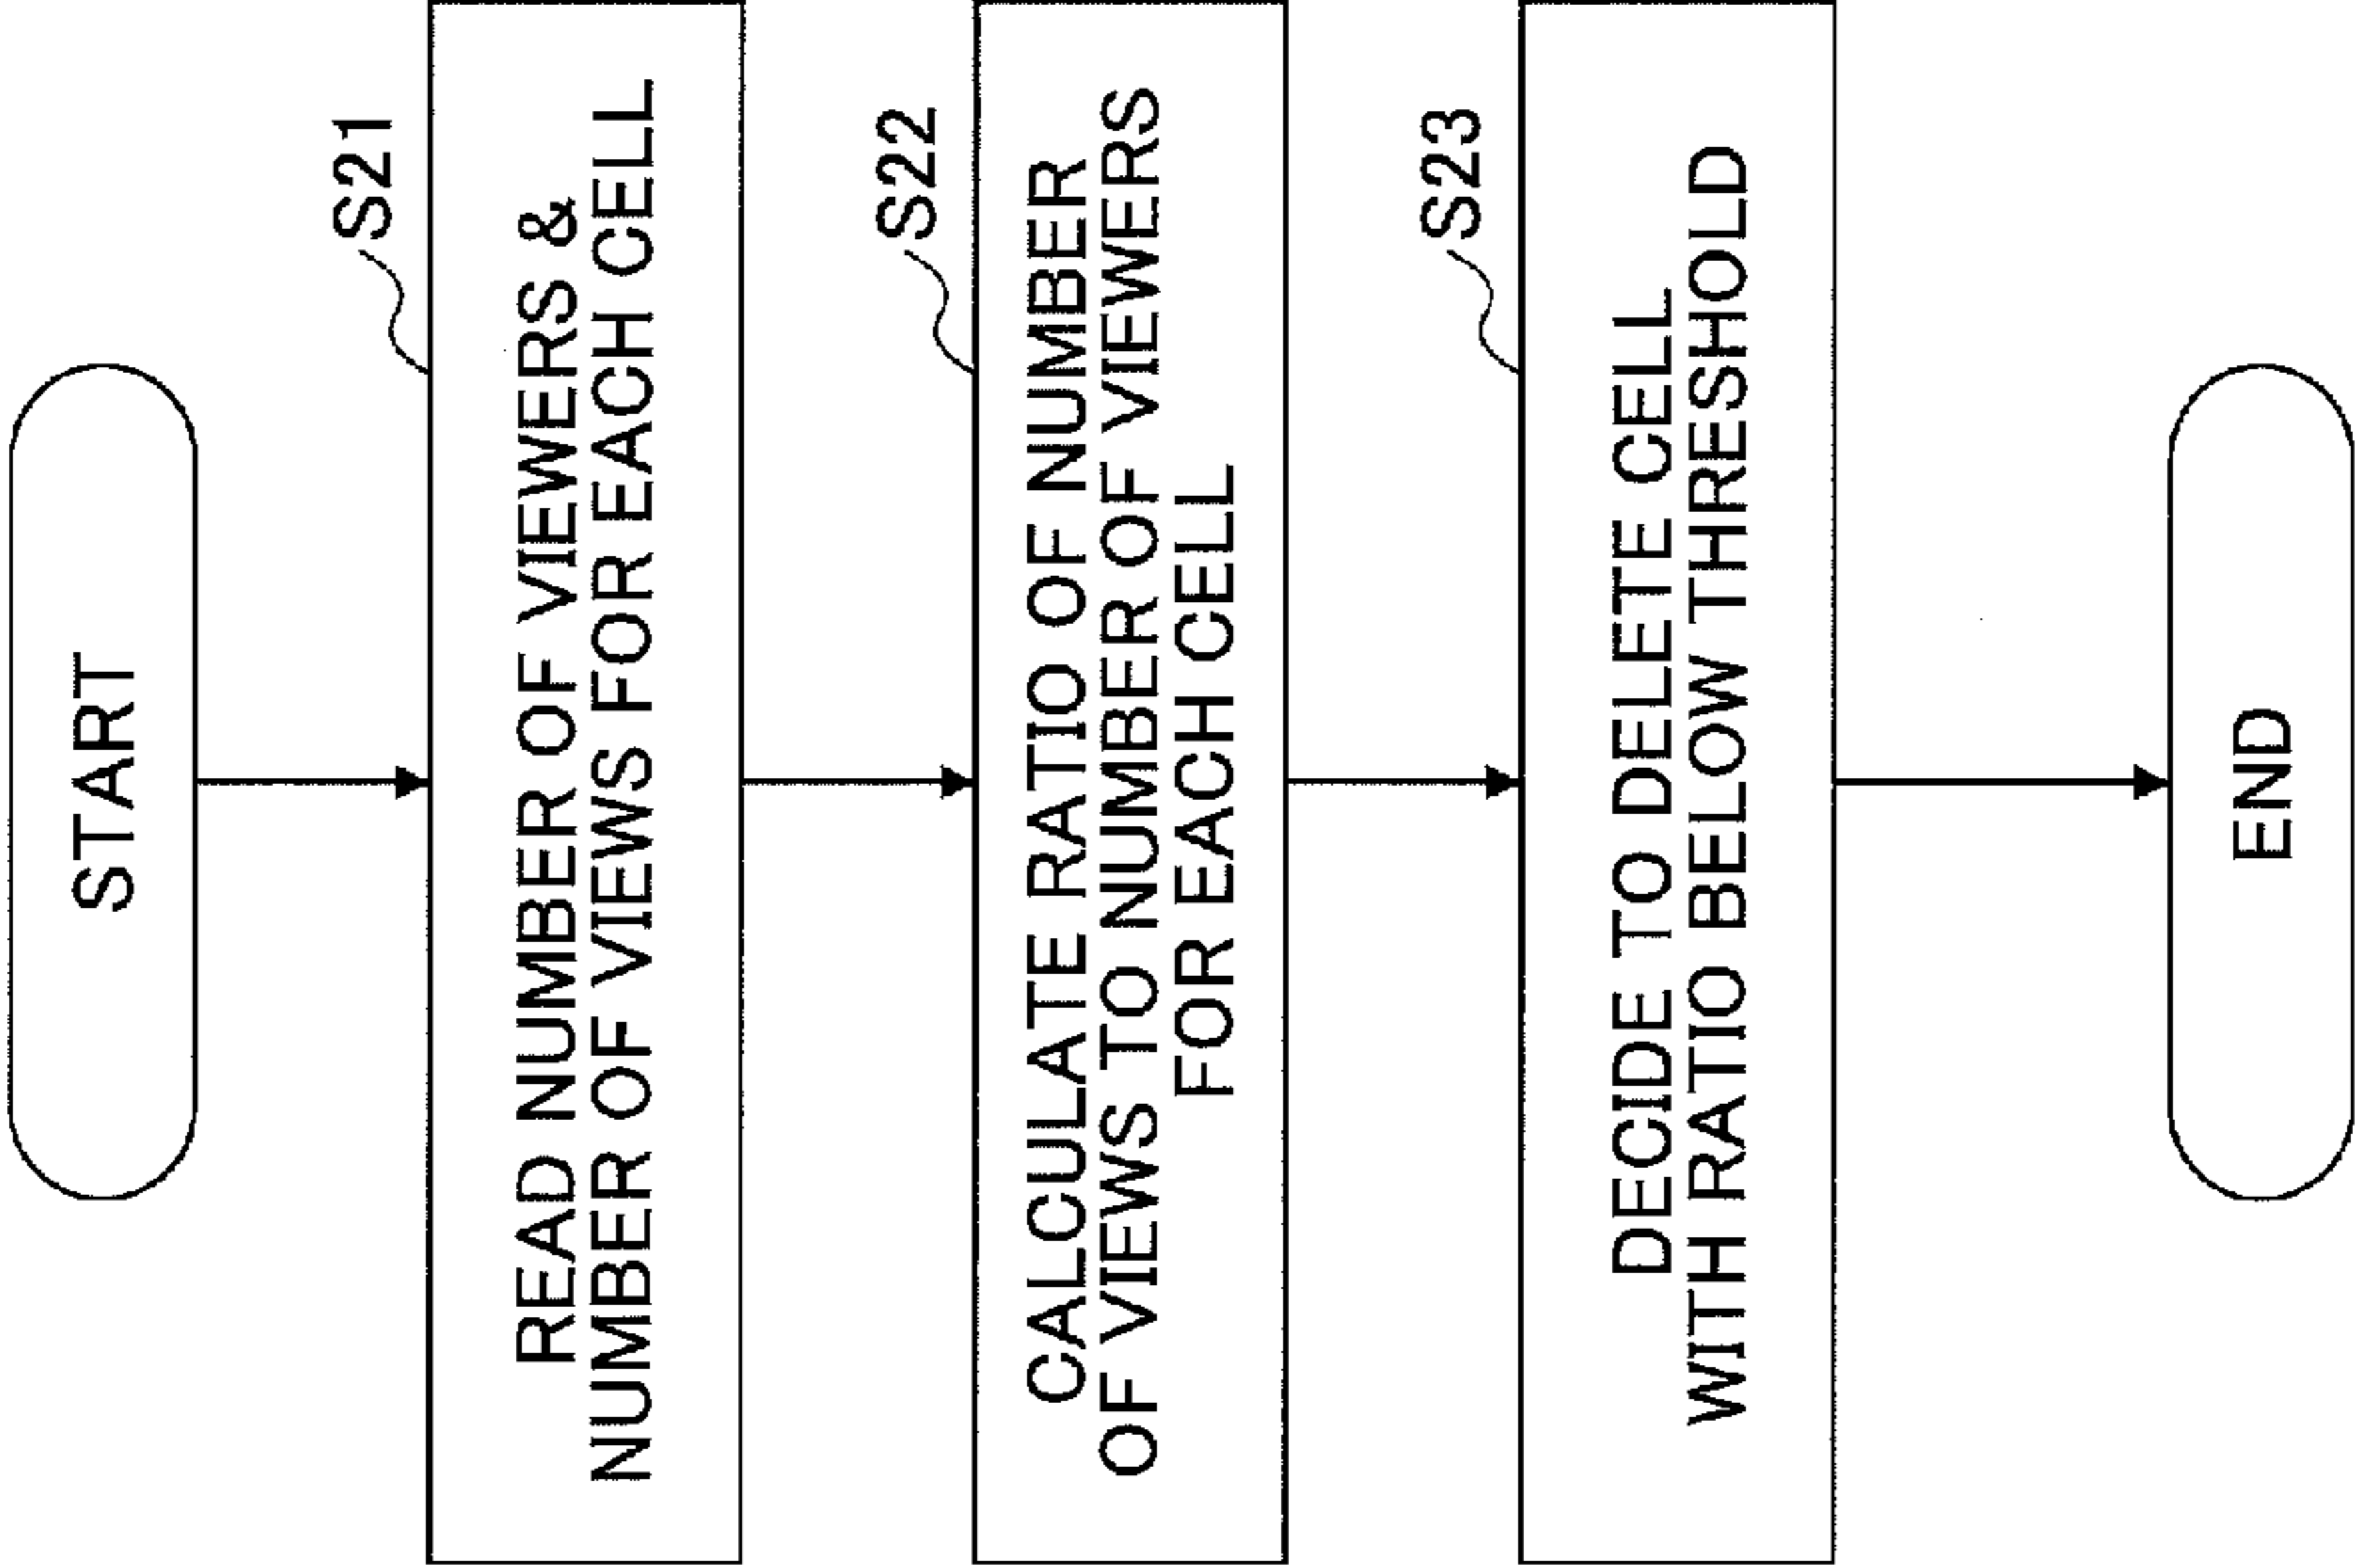 START
S21
READ NUMBER OF VIEWERS &
NUMBER OF VIEWS FOR EACH CELL
S22
CALCULATE RATIO OF NUMBER
OF VIEWS TO NUMBER OF VIEWERS
FOR EACH CELL
S23
DECIDE TO DELETE CELL
WITH RATIO BELOW THRESHOLD
END